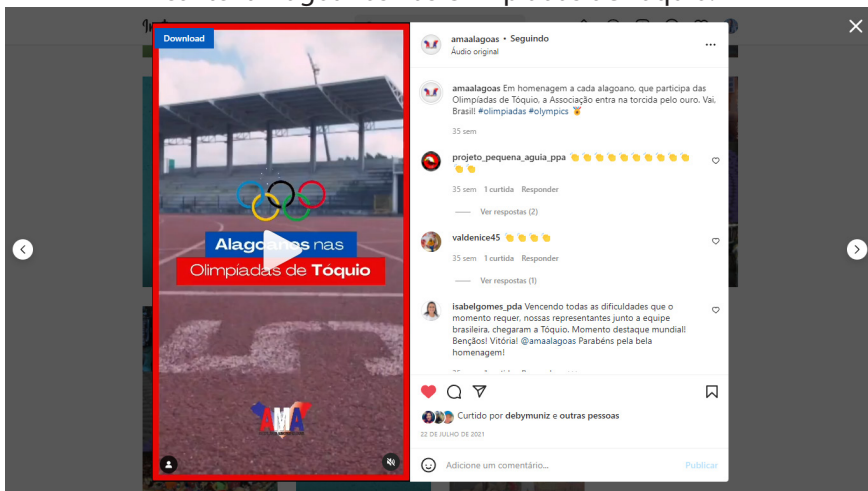 Download
Alagoanos nas
Olimpíadas de Tóquio
AMA
amaalagoas • Seguindo
Áudio original
amaalagoas Em homenagem a cada alagoano, que participa das
Olimpíadas de Tóquio, a Associação entra na torcida pelo ouro. Vai,
Brasil! #olimpiadas #olympics 🏅
35 sem
projeto_pequena_aguia_ppa 👏👏👏👏👏👏👏👏👏👏
👏👏
35 sem 1 curtida Responder
Ver respostas (2)
valdenice45 👏👏👏👏
35 sem 1 curtida Responder
Ver respostas (1)
isabelgomes_pda Vencendo todas as dificuldades que o
momento requer, nossas representantes junto a equipe
brasileira, chegaram a Tóquio. Momento destaque mundial!
Bençãos! Vitória! @amaalagoas Parabéns pela bela
homenagem!
Curtido por debymuniz e outras pessoas
22 DE JULHO DE 2021
Adicione um comentário...
Publicar